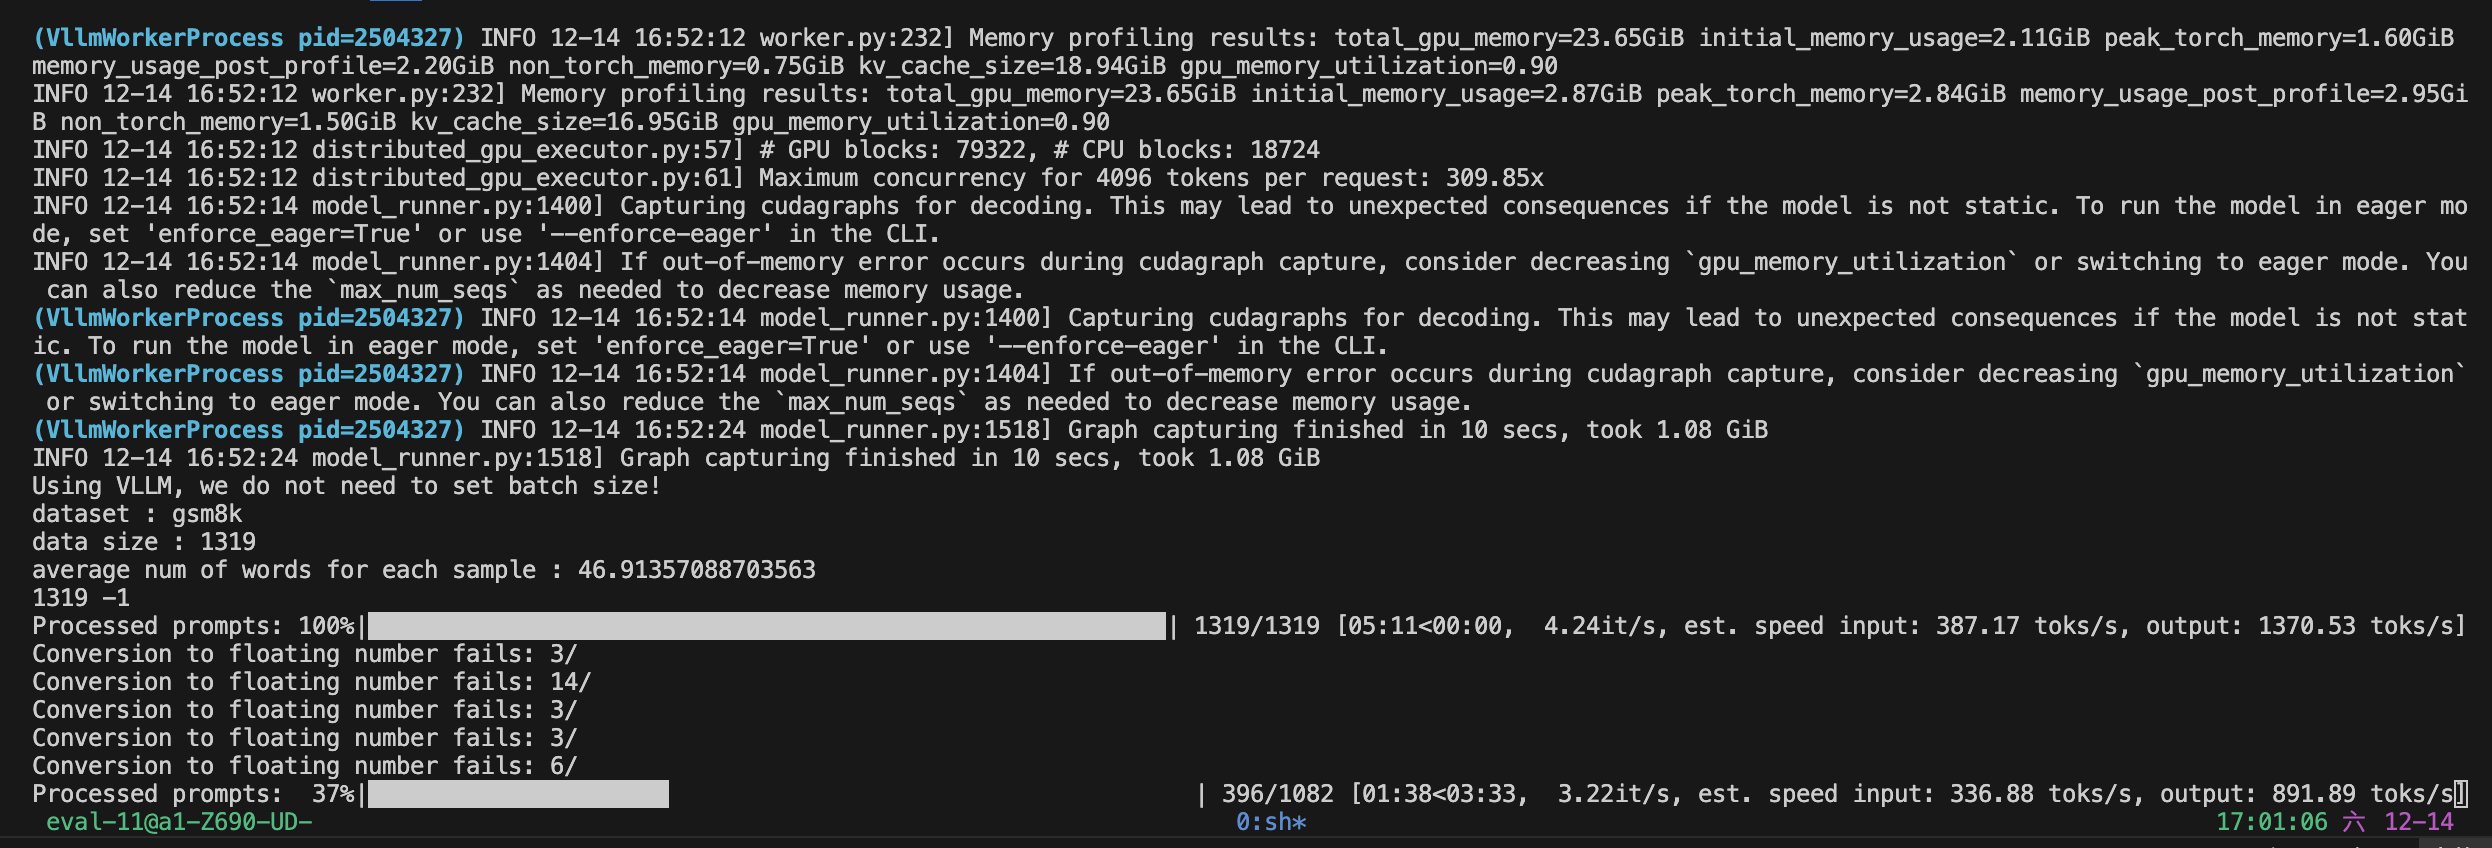 (VllmWorkerProcess pid=2504327) INFO 12-14 16:52:12 worker.py:232] Memory profiling results: total_gpu_memory=23.65GiB initial_memory_usage=2.11GiB peak_torch_memory=1.60GiB
memory_usage_post_profile=2.20GiB non_torch_memory=0.75GiB kv_cache_size=18.94GiB gpu_memory_utilization=0.90
INFO 12-14 16:52:12 worker.py:232] Memory profiling results: total_gpu_memory=23.65GiB initial_memory_usage=2.87GiB peak_torch_memory=2.84GiB memory_usage_post_profile=2.95Gi
B non_torch_memory=1.50GiB kv_cache_size=16.95GiB gpu_memory_utilization=0.90
INFO 12-14 16:52:12 distributed_gpu_executor.py:57] # GPU blocks: 79322, # CPU blocks: 18724
INFO 12-14 16:52:12 distributed_gpu_executor.py:61] Maximum concurrency for 4096 tokens per request: 309.85x
INFO 12-14 16:52:14 model_runner.py:1400] Capturing cudagraphs for decoding. This may lead to unexpected consequences if the model is not static. To run the model in eager mo
de, set 'enforce_eager=True' or use '--enforce-eager' in the CLI.
INFO 12-14 16:52:14 model_runner.py:1404] If out-of-memory error occurs during cudagraph capture, consider decreasing `gpu_memory_utilization` or switching to eager mode. You
can also reduce the `max_num_seqs` as needed to decrease memory usage.
(VllmWorkerProcess pid=2504327) INFO 12-14 16:52:14 model_runner.py:1400] Capturing cudagraphs for decoding. This may lead to unexpected consequences if the model is not stat
ic. To run the model in eager mode, set 'enforce_eager=True' or use '--enforce-eager' in the CLI.
(VllmWorkerProcess pid=2504327) INFO 12-14 16:52:14 model_runner.py:1404] If out-of-memory error occurs during cudagraph capture, consider decreasing `gpu_memory_utilization`
or switching to eager mode. You can also reduce the `max_num_seqs` as needed to decrease memory usage.
(VllmWorkerProcess pid=2504327) INFO 12-14 16:52:24 model_runner.py:1518] Graph capturing finished in 10 secs, took 1.08 GiB
INFO 12-14 16:52:24 model_runner.py:1518] Graph capturing finished in 10 secs, took 1.08 GiB
Using VLLM, we do not need to set batch size!
dataset : gsm8k
data size : 1319
average num of words for each sample : 46.91357088703563
1319 -1
Processed prompts: 100%| | 1319/1319 [05:11<00:00,  4.24it/s, est. speed input: 387.17 toks/s, output: 1370.53 toks/s]
Conversion to floating number fails: 3/
Conversion to floating number fails: 14/
Conversion to floating number fails: 3/
Conversion to floating number fails: 3/
Conversion to floating number fails: 6/
Processed prompts:  37%| | 396/1082 [01:38<03:33,  3.22it/s, est. speed input: 336.88 toks/s, output: 891.89 toks/s]
eval-11@a1-Z690-UD- 0:sh* 17:01:06 六 12-14